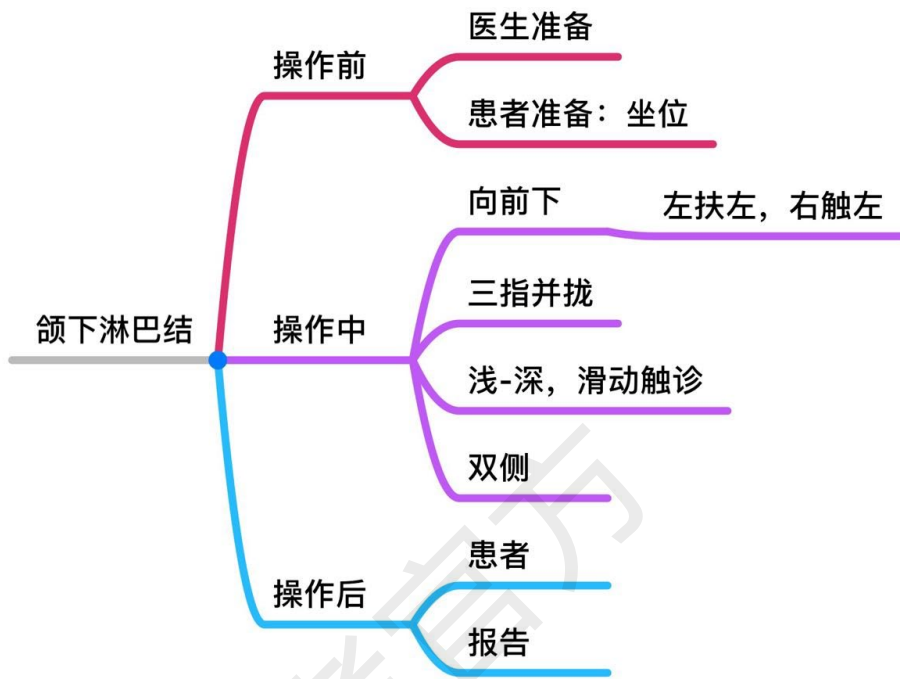 颌下淋巴结
操作前
医生准备
患者准备：坐位
操作中
向前下
左扶左，右触左
三指并拢
浅-深，滑动触诊
双侧
操作后
患者
报告
官方